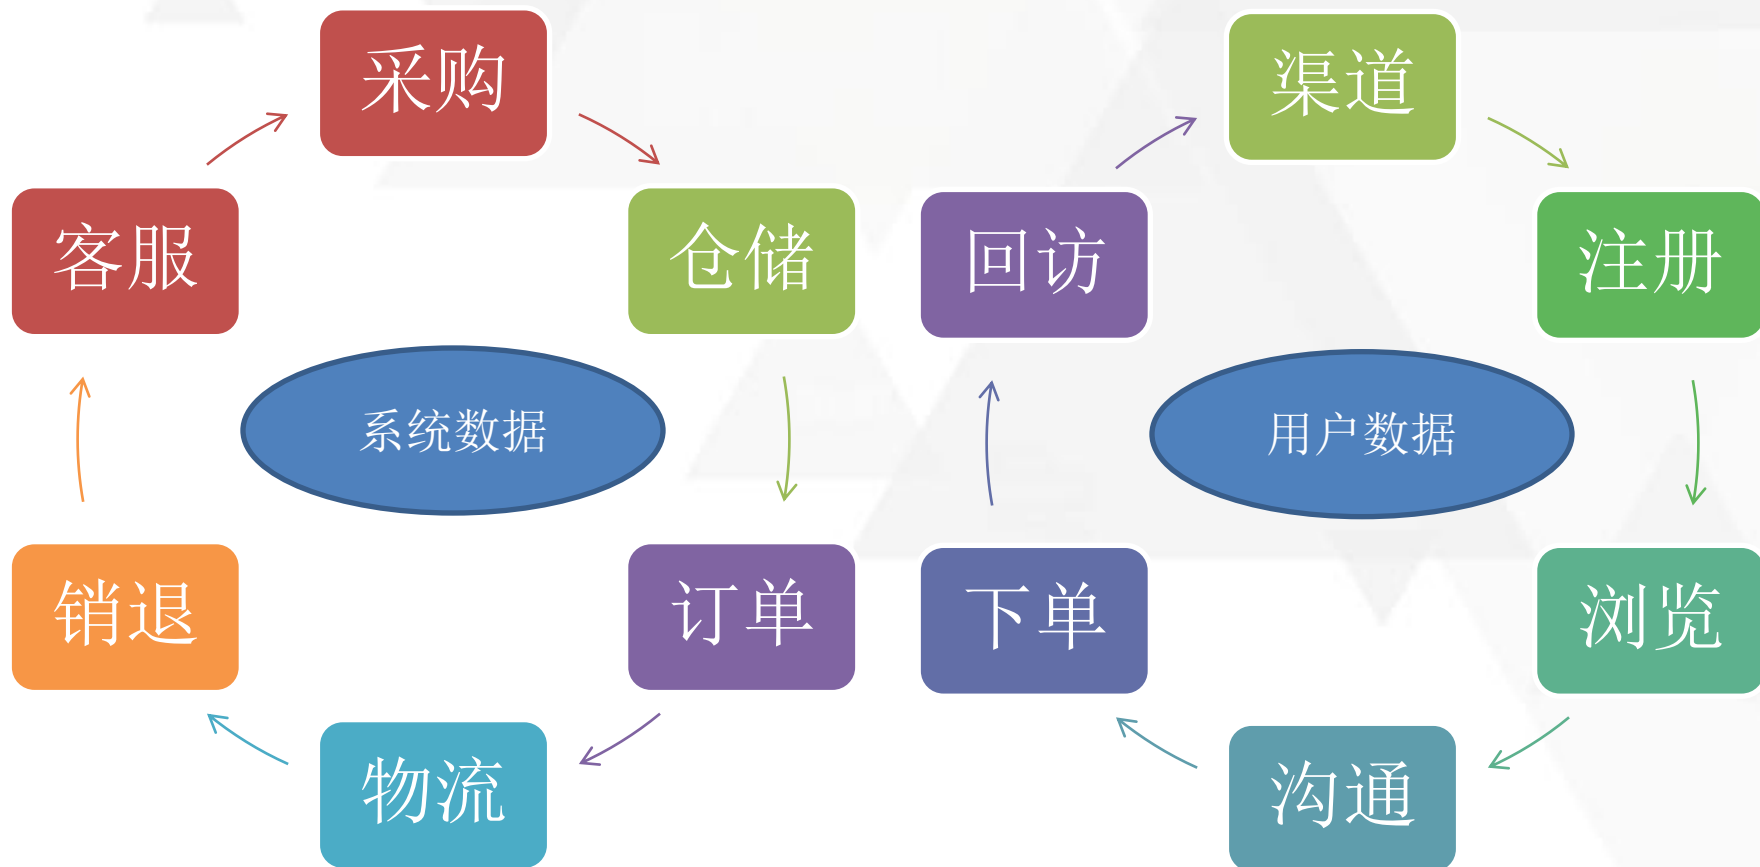 采购
仓储
订单
物流
销退
客服
系统数据
渠道
注册
浏览
沟通
下单
回访
用户数据